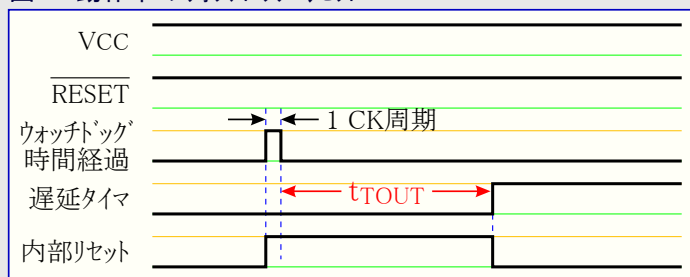 VCC
RESET
ウォッチドッグ
時間経過
1 CK周期
遅延タイマ
tTOUT
内部リセット